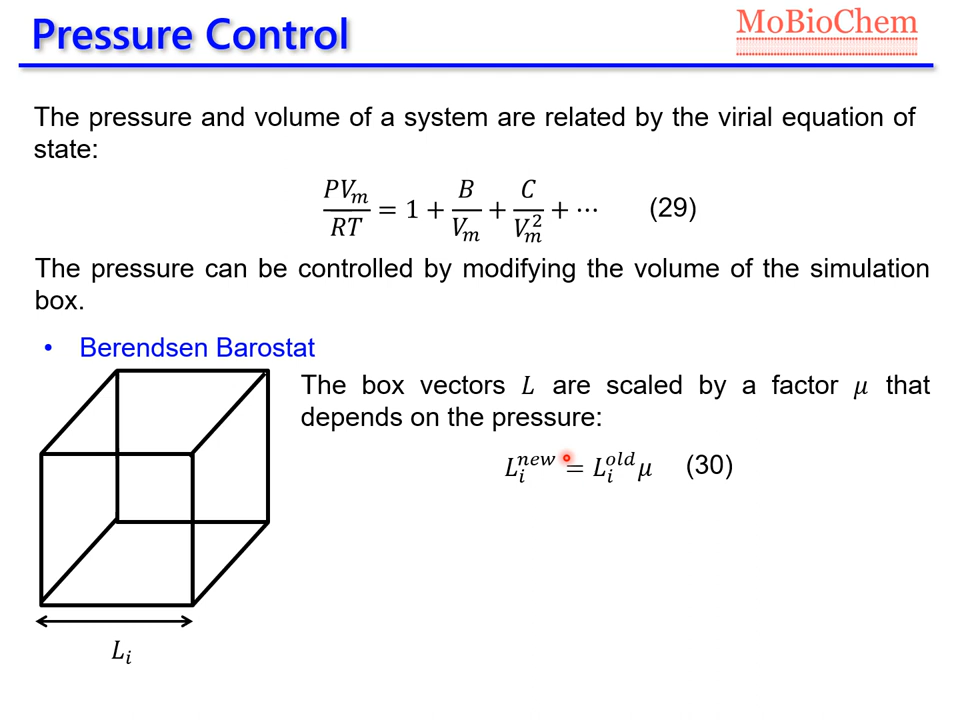 Pressure Control
MoBioChem
The pressure and volume of a system are related by the virial equation of
state:
\frac{PV_m}{RT} = 1 + \frac{B}{V_m} + \frac{C}{V_m^2} + ⋯ (29)
The pressure can be controlled by modifying the volume of the simulation
box.
• Berendsen Barostat
The box vectors L are scaled by a factor μ that
depends on the pressure:
L_i^{new} = L_i^{old} μ (30)
L_i